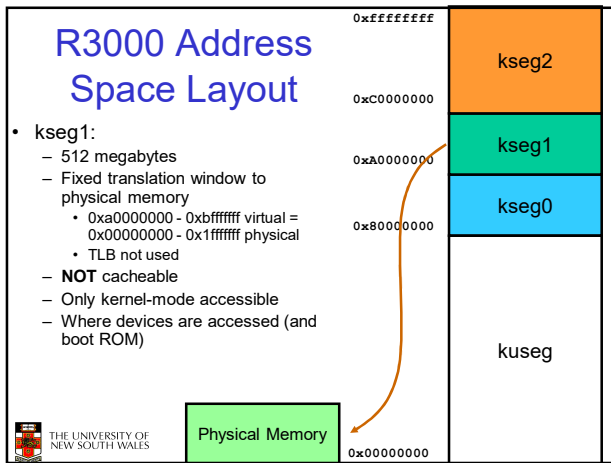 R3000 Address
Space Layout
• kseg1:
– 512 megabytes
– Fixed translation window to
physical memory
• 0xa0000000 - 0xbfffffff virtual =
0x00000000 - 0x1fffffff physical
• TLB not used
– NOT cacheable
– Only kernel-mode accessible
– Where devices are accessed (and
boot ROM)
THE UNIVERSITY OF
NEW SOUTH WALES
Physical Memory
0xffffffff
0xC0000000
0xA0000000
0x80000000
0x00000000
kseg2
kseg1
kseg0
kuseg